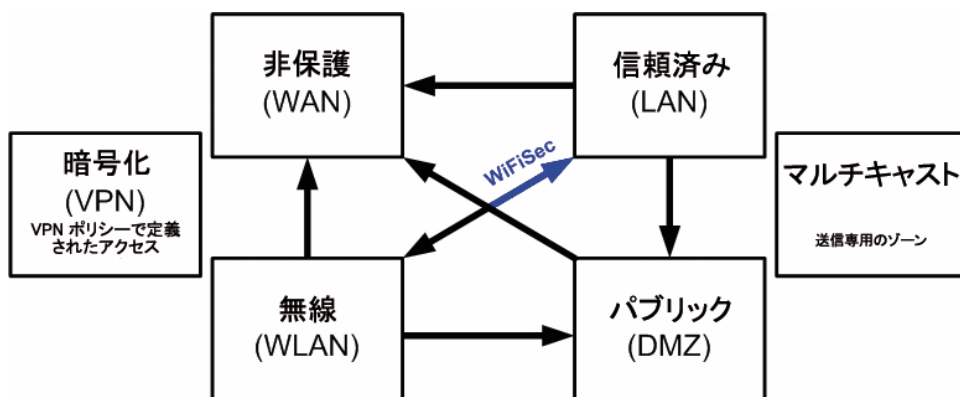 非保護
(WAN)
信頼済み
(LAN)
暗号化
(VPN)
VPN ポリシーで定義
されたアクセス
WiFiSec
マルチキャスト
送信専用のゾーン
無線
(WLAN)
パブリック
(DMZ)